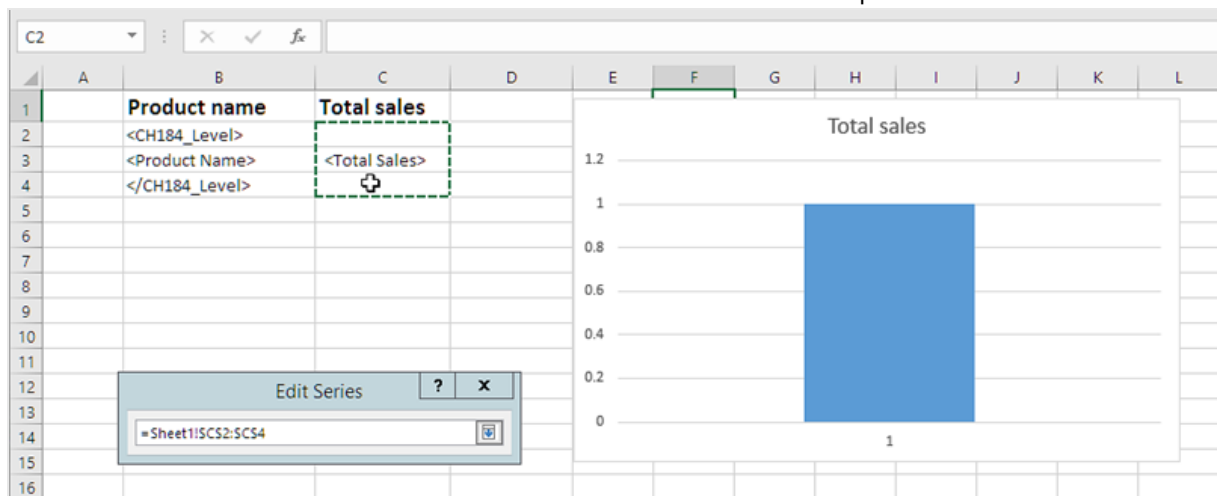 C2 fx
A B C D E F G H I J K L
1 Product name Total sales
2 <CH184_Level>
3 <Product Name> <Total Sales>
4 </CH184_Level>
5
6
7
8
9
10
11
12
13
14
15
16
Total sales
1.2
1
0.8
0.6
0.4
0.2
0
1
Edit Series ? x
=Sheet1!$C$2:$C$4